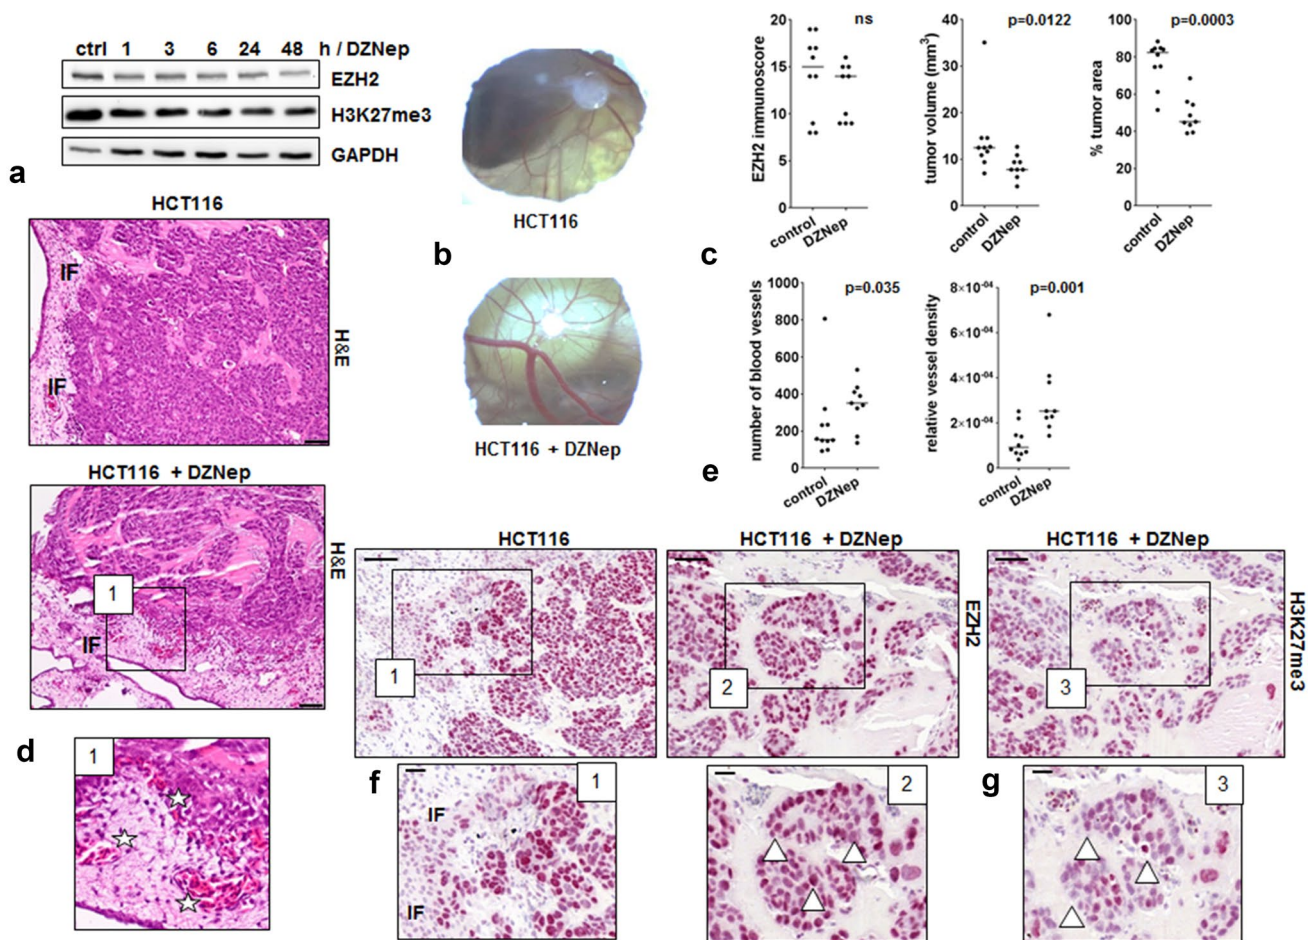 ctrl 1 3 6 24 48 h / DZNep
EZH2
H3K27me3
GAPDH
a
HCT116
b
HCT116 + DZNep
20
15
10
5
0
EZH2 immunoscore
ns
control
DZNep
40
30
20
10
0
tumor volume (mm³)
p=0.0122
control
DZNep
100
80
60
40
20
0
% tumor area
p=0.0003
control
DZNep
c
1000
800
600
400
200
0
number of blood vessels
p=0.035
control
DZNep
8×10⁻⁰⁴
6×10⁻⁰⁴
4×10⁻⁰⁴
2×10⁻⁰⁴
0
relative vessel density
p=0.001
control
DZNep
e
HCT116
IF
IF
H&E
HCT116 + DZNep
1
IF
H&E
d
1
HCT116
1
HCT116 + DZNep
2
EZH2
HCT116 + DZNep
3
H3K27me3
f
1
IF
IF
2
g
3